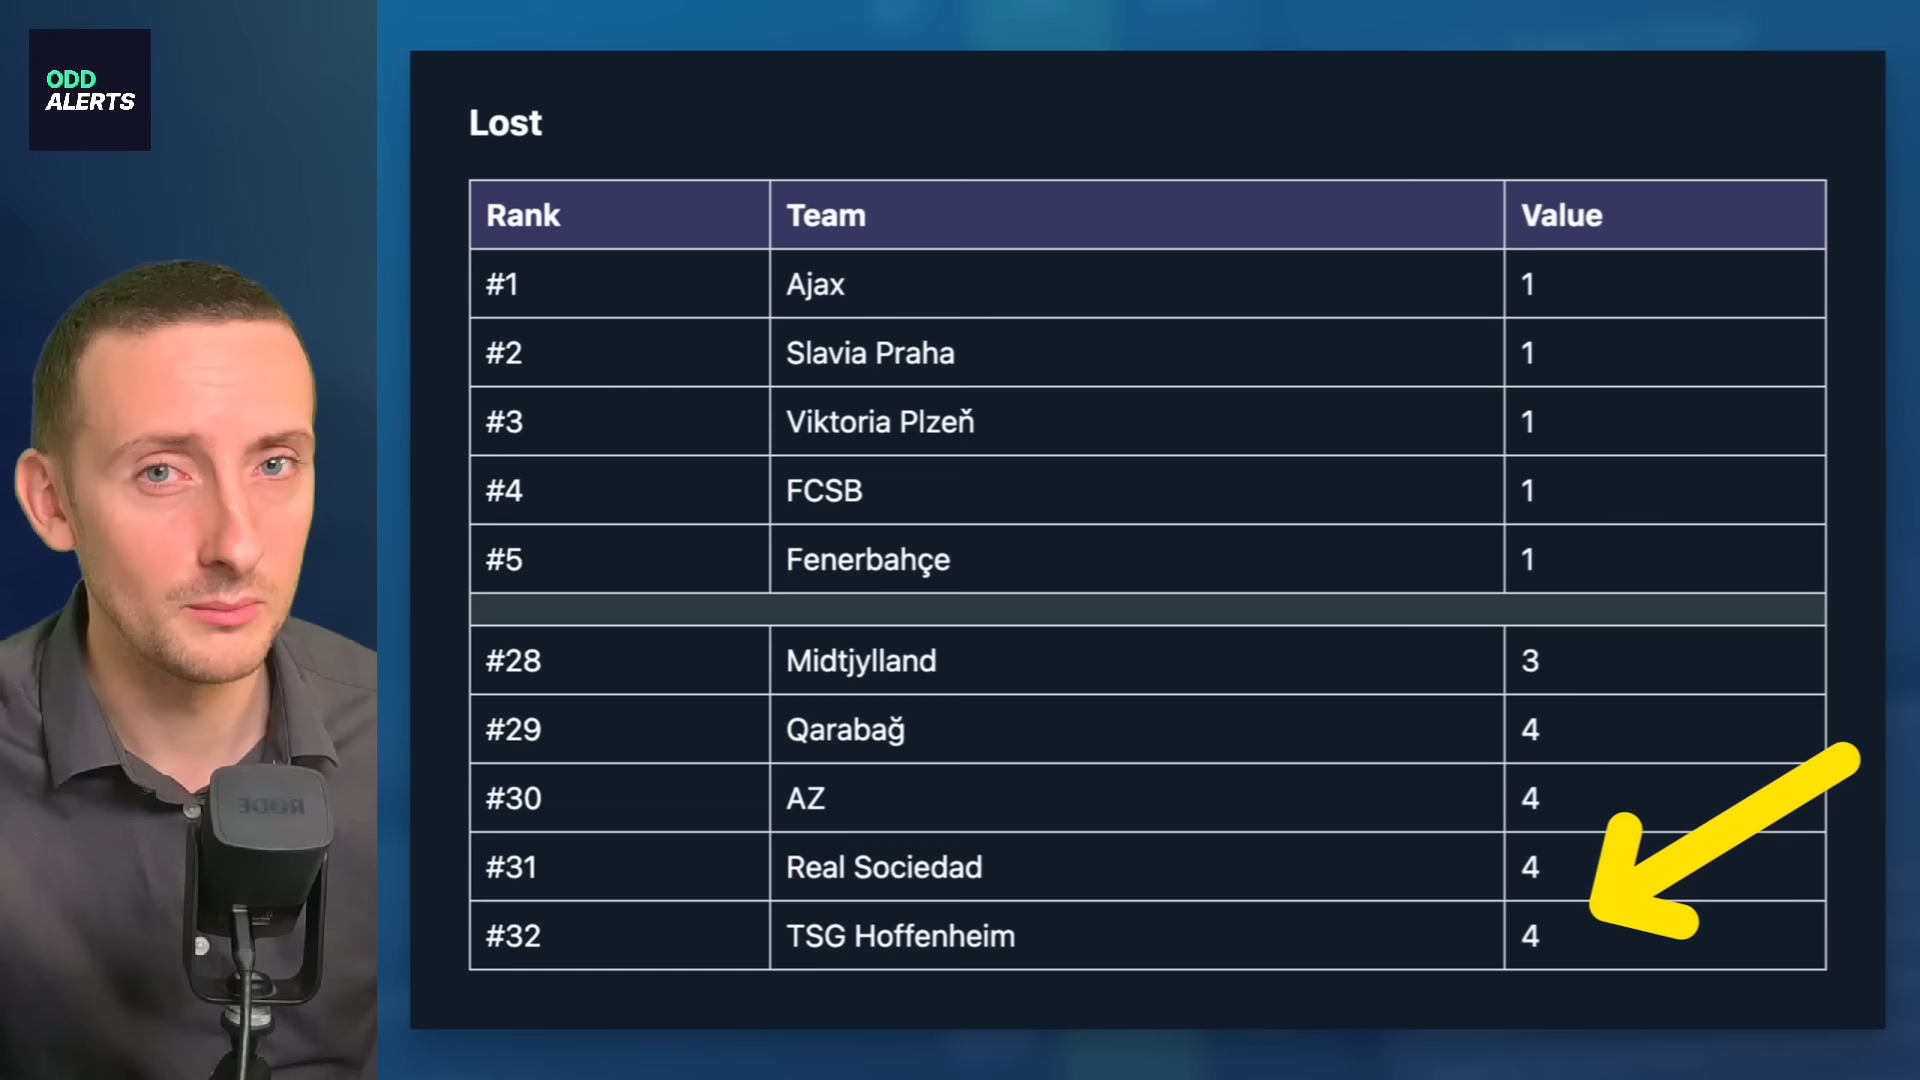 ODD
ALERTS
Lost
Rank Team Value
#1 Ajax 1
#2 Slavia Praha 1
#3 Viktoria Plzeň 1
#4 FCSB 1
#5 Fenerbahçe 1
#28 Midtjylland 3
#29 Qarabağ 4
#30 AZ 4
#31 Real Sociedad 4
#32 TSG Hoffenheim 4
RØDE